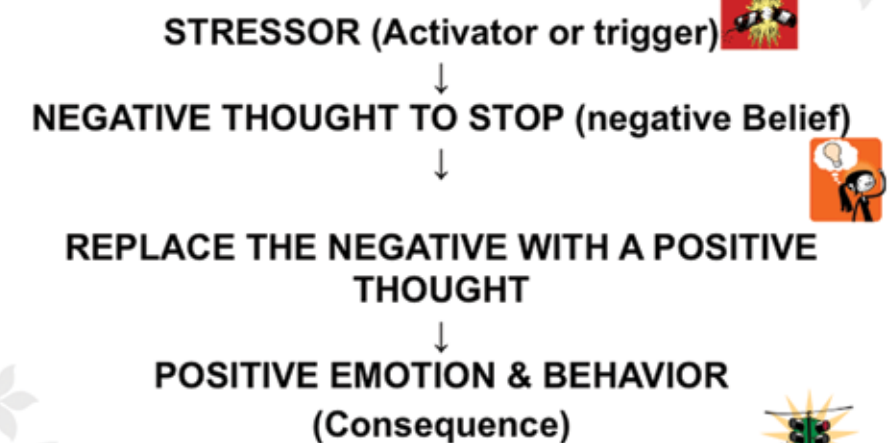 STRESSOR (Activator or trigger)
↓
NEGATIVE THOUGHT TO STOP (negative Belief)
↓
REPLACE THE NEGATIVE WITH A POSITIVE
THOUGHT
↓
POSITIVE EMOTION & BEHAVIOR
(Consequence)